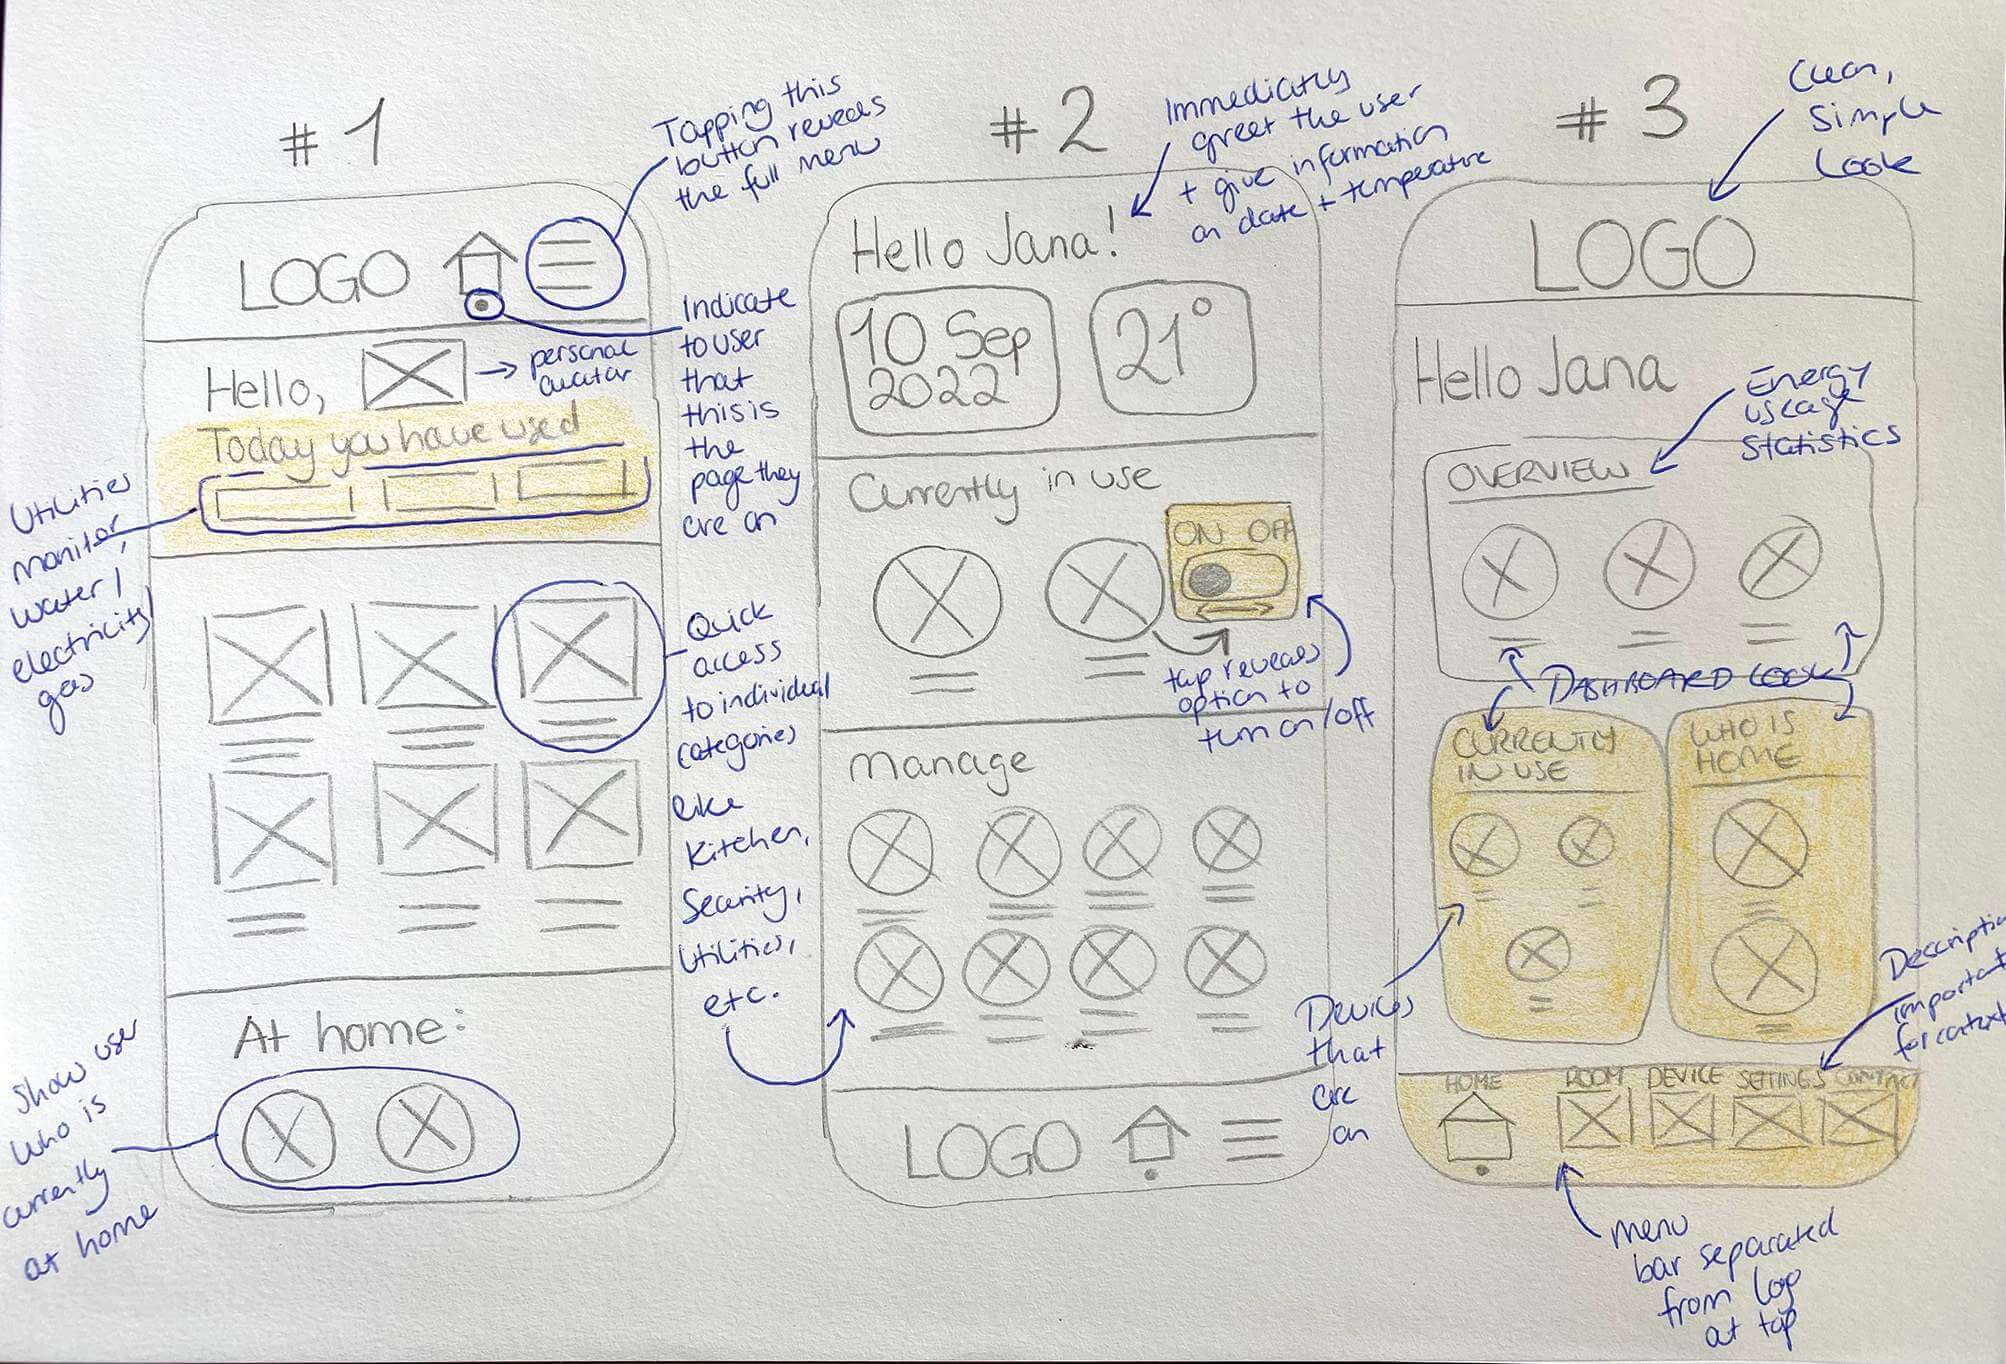 # 1
Tapping this
button reveals
the full menu
LOGO
Indicate
to user
that
this is
the
page they
are on
Hello,
personal
avatar
Today you have used
Utilities
monitor,
water/
electricity/
gas
Quick
access
to individual
categories
like
Kitchen,
Security,
Utilities,
etc.
At home:
Show user
who is
currently
at home
# 2
Immediatly
greet the user
+ give information
on date + temperature
Hello Jana!
10 Sep
2022
21°
Currently in use
ON OFF
tap reveals
option to
turn on/off
Manage
LOGO
# 3
Clean,
Simple
Look
LOGO
Hello Jana
Energy
uscage
Statistics
OVERVIEW
DASHBOARD LOOK
CURRENTLY
IN USE
WHO IS
HOME
Devices
that
are
on
Description
important
for context
HOME ROOM DEVICE SETTINGS CONTACT
menu
bar separated
from logo
at top